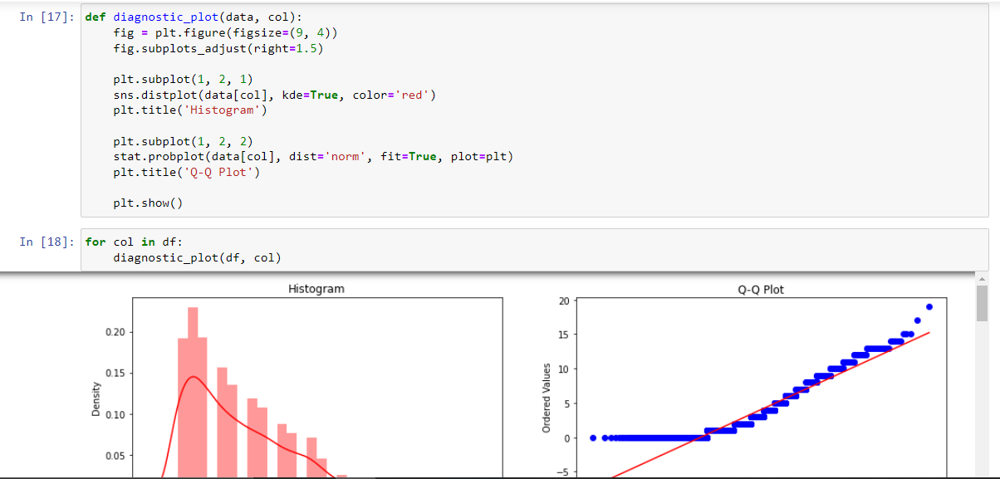 In [17]: def diagnostic_plot(data, col):
    fig = plt.figure(figsize=(9, 4))
    fig.subplots_adjust(right=1.5)

    plt.subplot(1, 2, 1)
    sns.distplot(data[col], kde=True, color='red')
    plt.title('Histogram')

    plt.subplot(1, 2, 2)
    stat.probplot(data[col], dist='norm', fit=True, plot=plt)
    plt.title('Q-Q Plot')

    plt.show()
In [18]: for col in df:
    diagnostic_plot(df, col)
Histogram
0.20
0.15
0.10
0.05
Density
Q-Q Plot
20
15
10
5
0
−5
Ordered Values